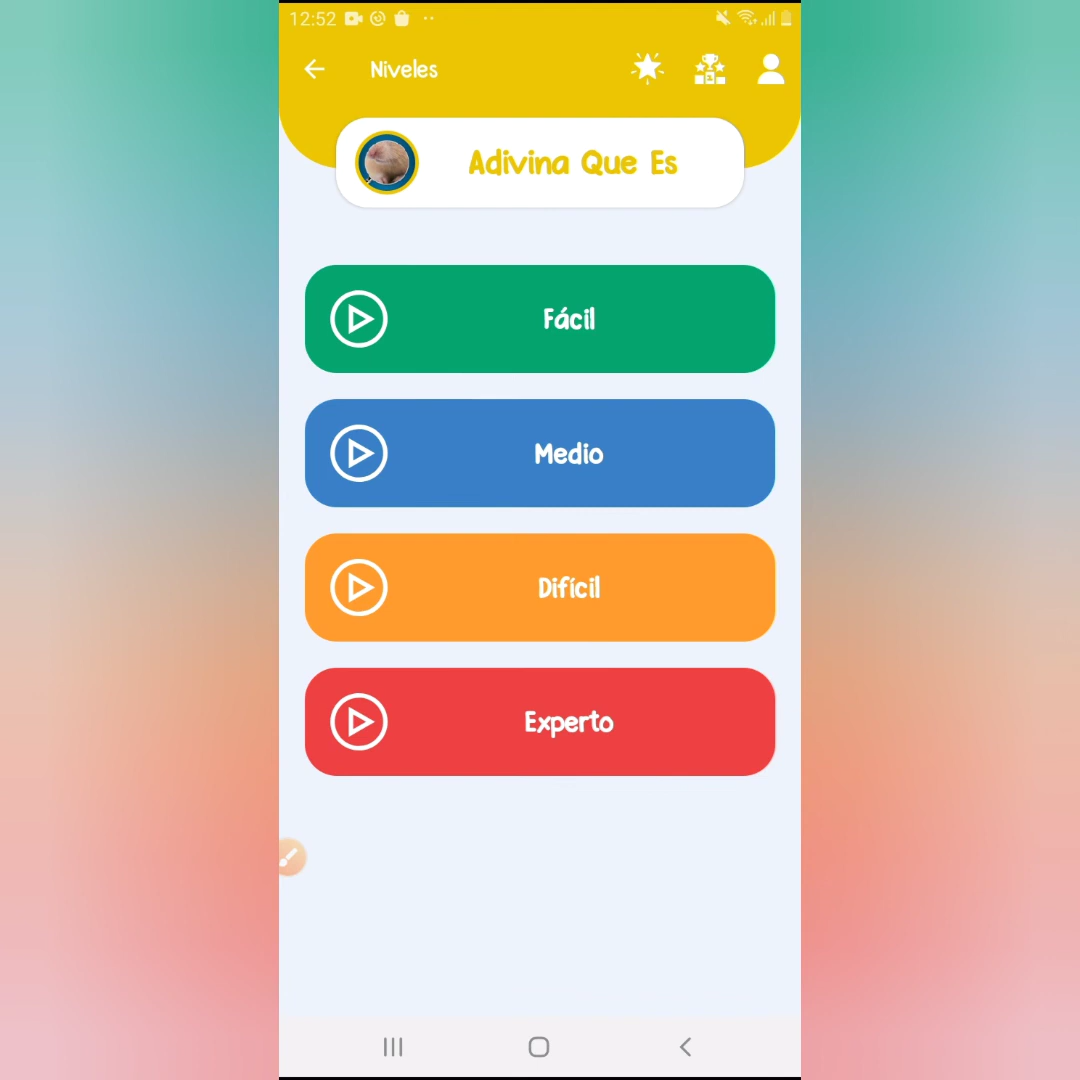 12:52
Niveles
Adivina Que Es
Fácil
Medio
Difícil
Experto